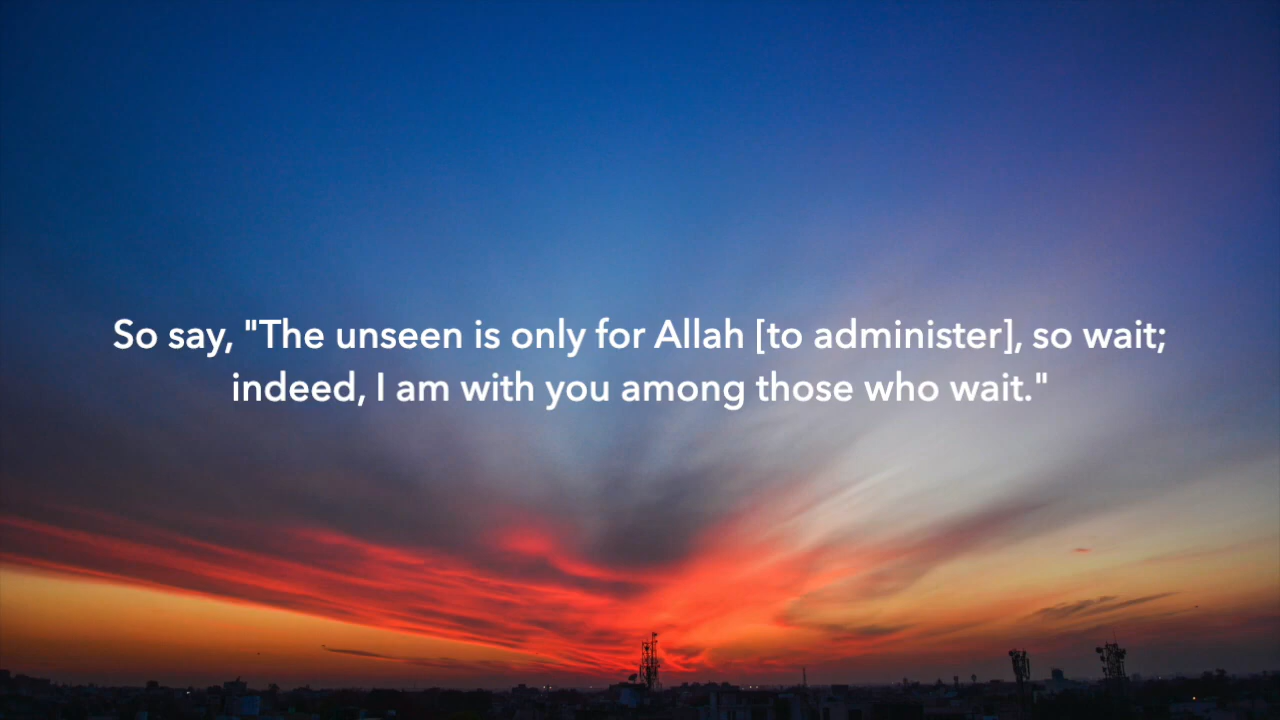 So say, "The unseen is only for Allah [to administer], so wait;
indeed, I am with you among those who wait."